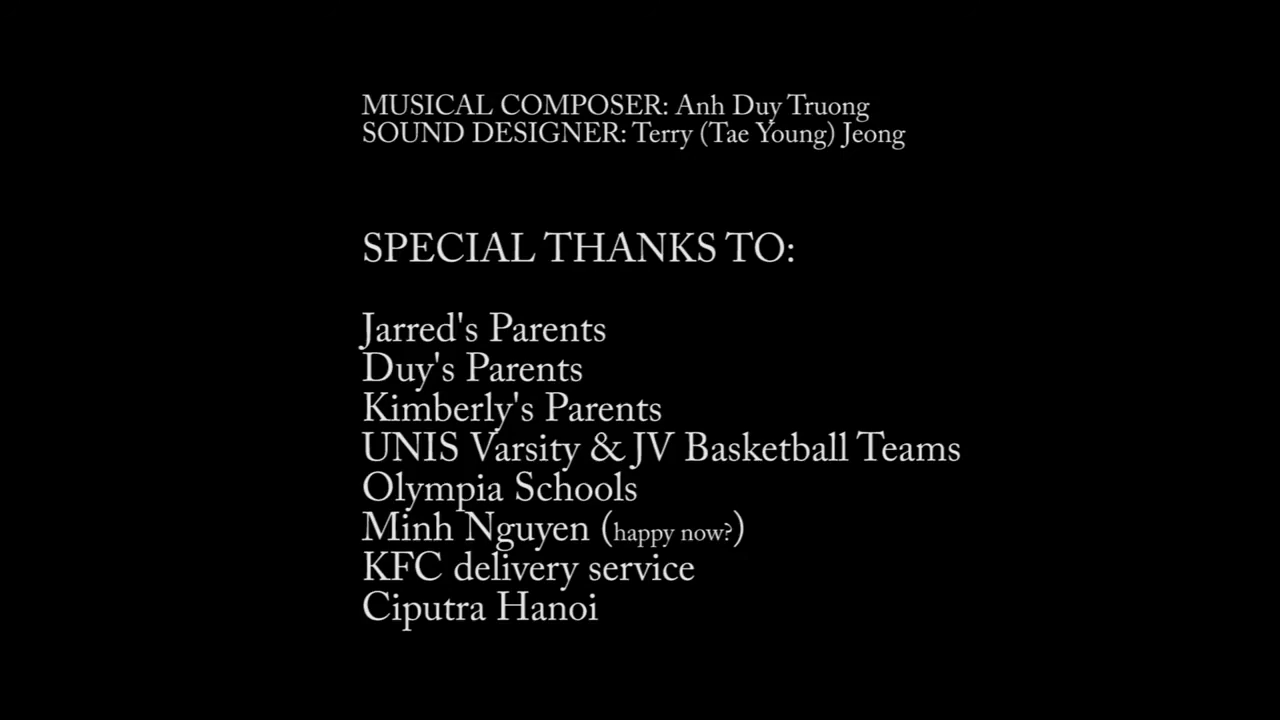 MUSICAL COMPOSER: Anh Duy Truong
SOUND DESIGNER: Terry (Tae Young) Jeong
SPECIAL THANKS TO:
Jarred's Parents
Duy's Parents
Kimberly's Parents
UNIS Varsity & JV Basketball Teams
Olympia Schools
Minh Nguyen (happy now?)
KFC delivery service
Ciputra Hanoi